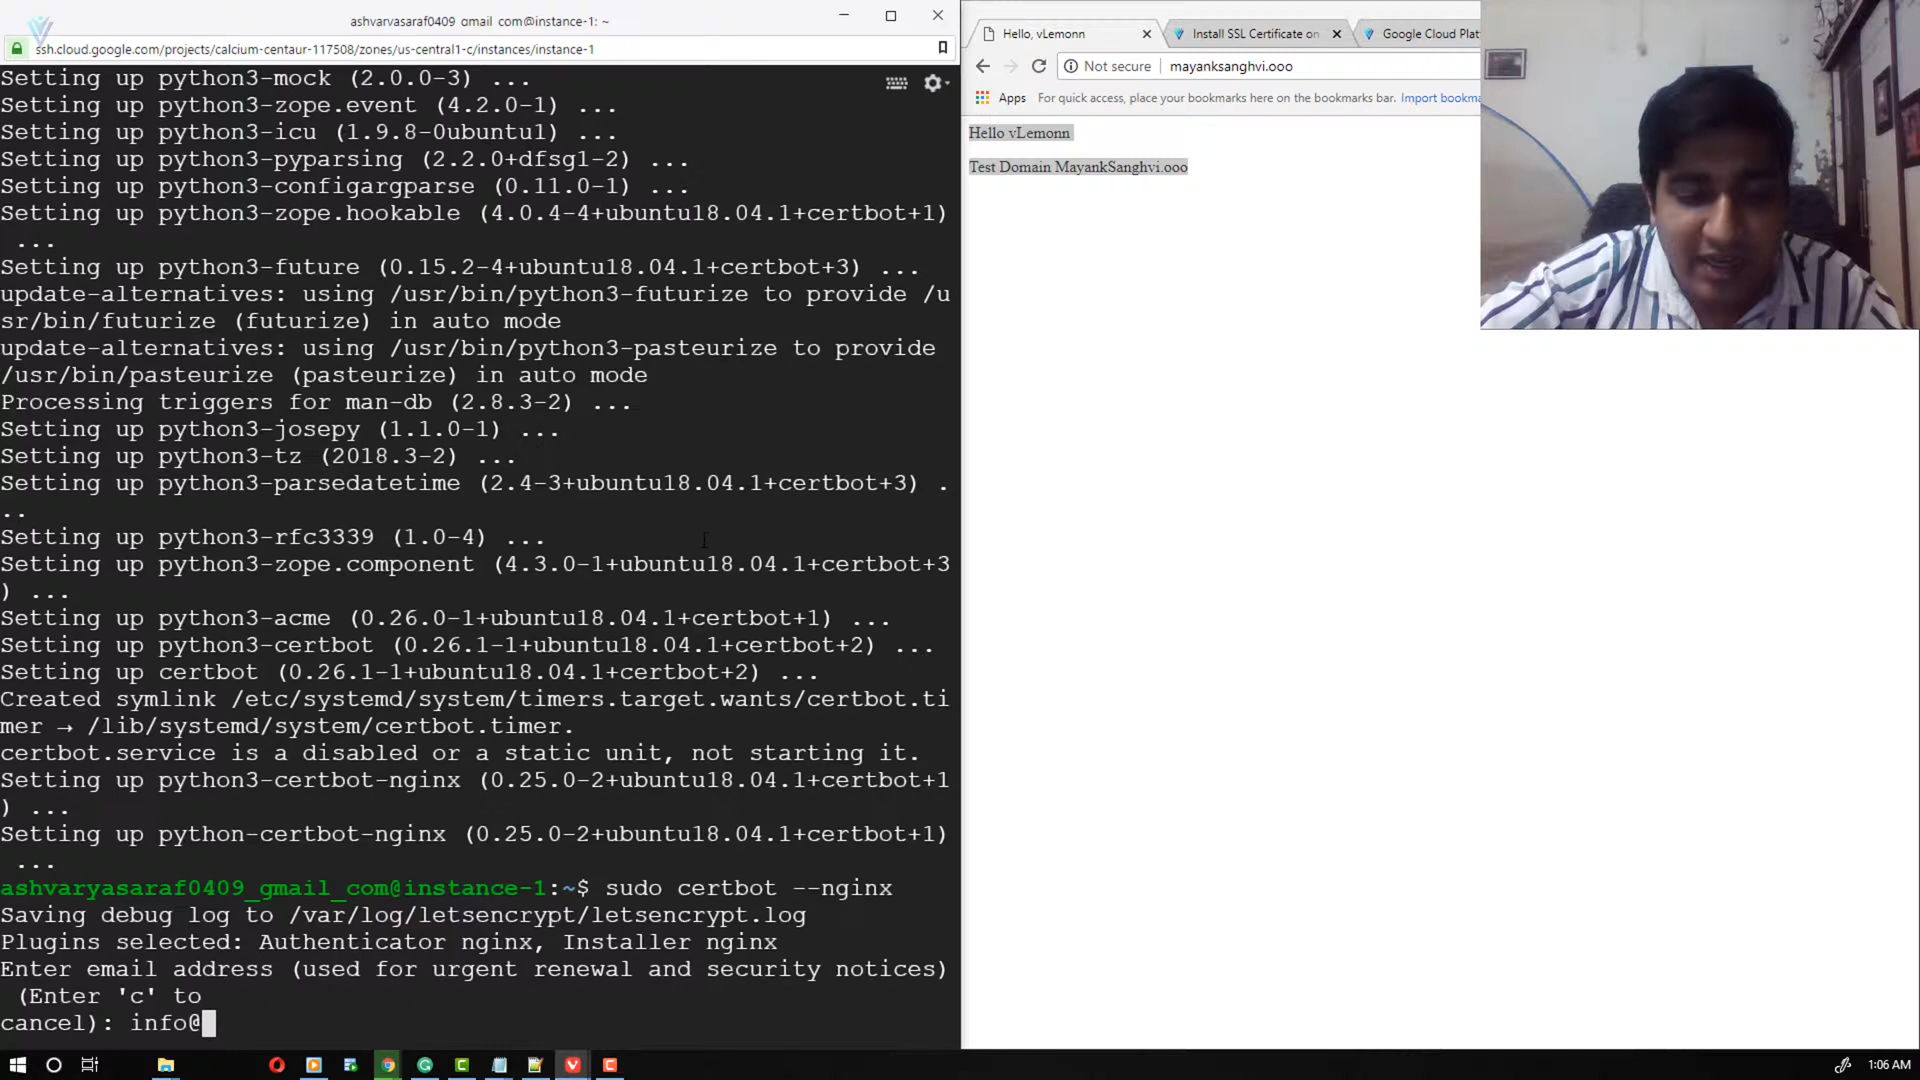 ashvaryasaraf0409_gmail_com@instance-1: ~
ssh.cloud.google.com/projects/calcium-centaur-117508/zones/us-central1-c/instances/instance-1
Setting up python3-mock (2.0.0-3) ...
Setting up python3-zope.event (4.2.0-1) ...
Setting up python3-icu (1.9.8-0ubuntu1) ...
Setting up python3-pyparsing (2.2.0+dfsg1-2) ...
Setting up python3-configargparse (0.11.0-1) ...
Setting up python3-zope.hookable (4.0.4-4+ubuntu18.04.1+certbot+1)
...
Setting up python3-future (0.15.2-4+ubuntu18.04.1+certbot+3) ...
update-alternatives: using /usr/bin/python3-futurize to provide /u
sr/bin/futurize (futurize) in auto mode
update-alternatives: using /usr/bin/python3-pasteurize to provide
/usr/bin/pasteurize (pasteurize) in auto mode
Processing triggers for man-db (2.8.3-2) ...
Setting up python3-josepy (1.1.0-1) ...
Setting up python3-tz (2018.3-2) ...
Setting up python3-parsedatetime (2.4-3+ubuntu18.04.1+certbot+3) .
..
Setting up python3-rfc3339 (1.0-4) ...
Setting up python3-zope.component (4.3.0-1+ubuntu18.04.1+certbot+3
) ...
Setting up python3-acme (0.26.0-1+ubuntu18.04.1+certbot+1) ...
Setting up python3-certbot (0.26.1-1+ubuntu18.04.1+certbot+2) ...
Setting up certbot (0.26.1-1+ubuntu18.04.1+certbot+2) ...
Created symlink /etc/systemd/system/timers.target.wants/certbot.ti
mer → /lib/systemd/system/certbot.timer.
certbot.service is a disabled or a static unit, not starting it.
Setting up python3-certbot-nginx (0.25.0-2+ubuntu18.04.1+certbot+1
) ...
Setting up python-certbot-nginx (0.25.0-2+ubuntu18.04.1+certbot+1)
...
ashvaryasaraf0409_gmail_com@instance-1:~$ sudo certbot --nginx
Saving debug log to /var/log/letsencrypt/letsencrypt.log
Plugins selected: Authenticator nginx, Installer nginx
Enter email address (used for urgent renewal and security notices)
(Enter 'c' to
cancel): info@
Hello, vLemonn
Install SSL Certificate on
Google Cloud Plat
Not secure
mayanksanghvi.ooo
Apps
For quick access, place your bookmarks here on the bookmarks bar. Import bookma
Hello vLemonn
Test Domain MayankSanghvi.ooo
1:06 AM